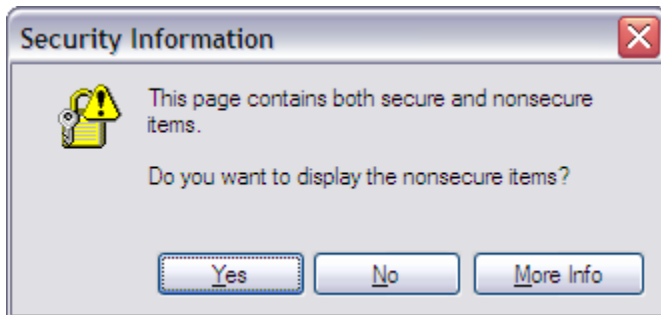 Security Information
This page contains both secure and nonsecure
items.
Do you want to display the nonsecure items?
Yes No More Info